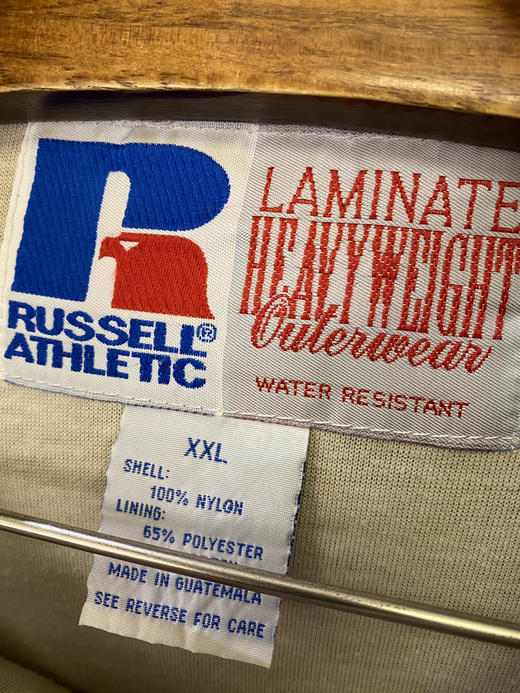 RUSSELL®
ATHLETIC
LAMINATE
HEAVYWEIGHT
Outerwear
WATER RESISTANT
XXL
SHELL:
100% NYLON
LINING:
65% POLYESTER
MADE IN GUATEMALA
SEE REVERSE FOR CARE